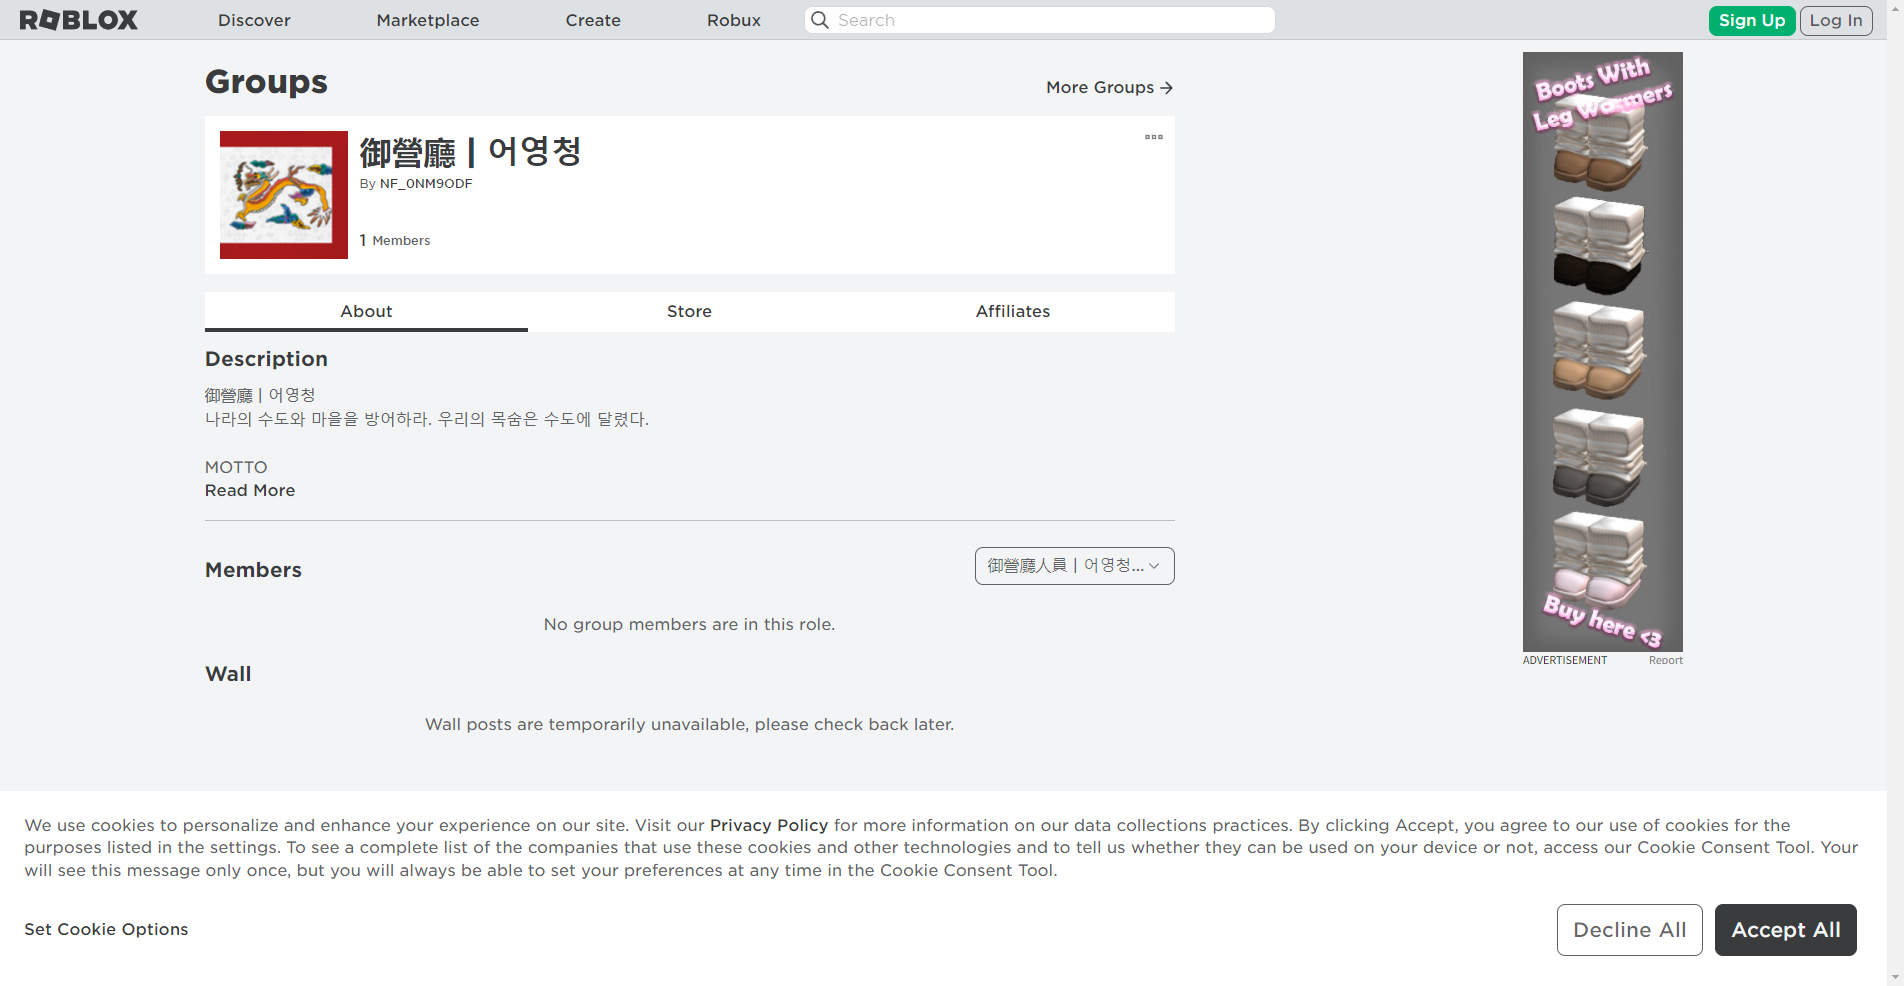 ROBLOX
Discover
Marketplace
Create
Robux
Search
Sign Up
Log In
Groups
More Groups →
御營廳 | 어영청
By NF_0NM9ODF
1 Members
About
Store
Affiliates
Description
御營廳 | 어영청
나라의 수도와 마을을 방어하라. 우리의 목숨은 수도에 달렸다.
MOTTO
Read More
Members
御營廳人員 | 어영청...
No group members are in this role.
Wall
Wall posts are temporarily unavailable, please check back later.
Boots With
Leg Wormers
Buy here <3
ADVERTISEMENT
Report
We use cookies to personalize and enhance your experience on our site. Visit our Privacy Policy for more information on our data collections practices. By clicking Accept, you agree to our use of cookies for the
purposes listed in the settings. To see a complete list of the companies that use these cookies and other technologies and to tell us whether they can be used on your device or not, access our Cookie Consent Tool. Your
will see this message only once, but you will always be able to set your preferences at any time in the Cookie Consent Tool.
Set Cookie Options
Decline All
Accept All